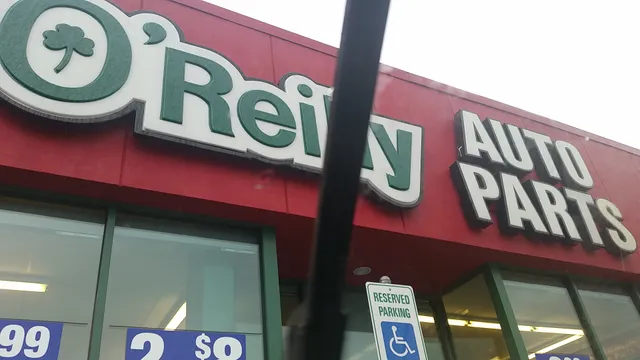 O'Reilly
AUTO
PARTS
RESERVED
PARKING
99
2 $8